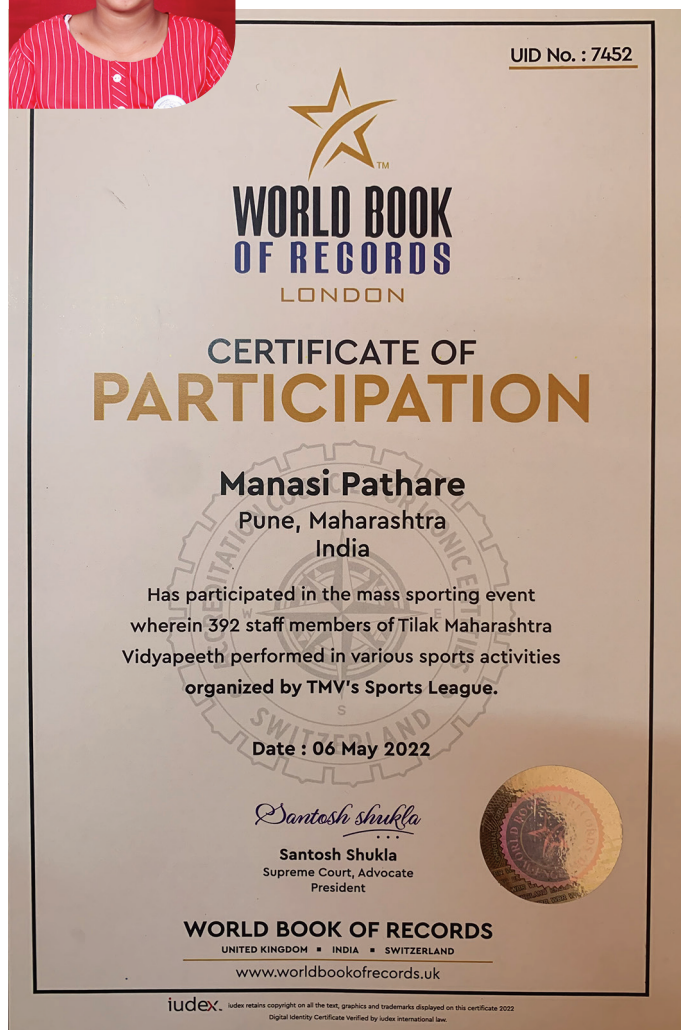 UID No. : 7452
TM
WORLD BOOK
OF RECORDS
LONDON
CERTIFICATE OF
PARTICIPATION
Manasi Pathare
Pune, Maharashtra
India
Has participated in the mass sporting event
wherein 392 staff members of Tilak Maharashtra
Vidyapeeth performed in various sports activities
organized by TMV's Sports League.
W E
S
SWITZERLAND
Date : 06 May 2022
Santosh shukla
Santosh Shukla
Supreme Court, Advocate
President
WORLD BOOK OF RECORDS
UNITED KINGDOM ▪ INDIA ▪ SWITZERLAND
www.worldbookofrecords.uk
iudex. iudex retains copyright on all the text, graphics and trademarks displayed on this certificate 2022
Digital Identity Certificate Verified by iudex international law.